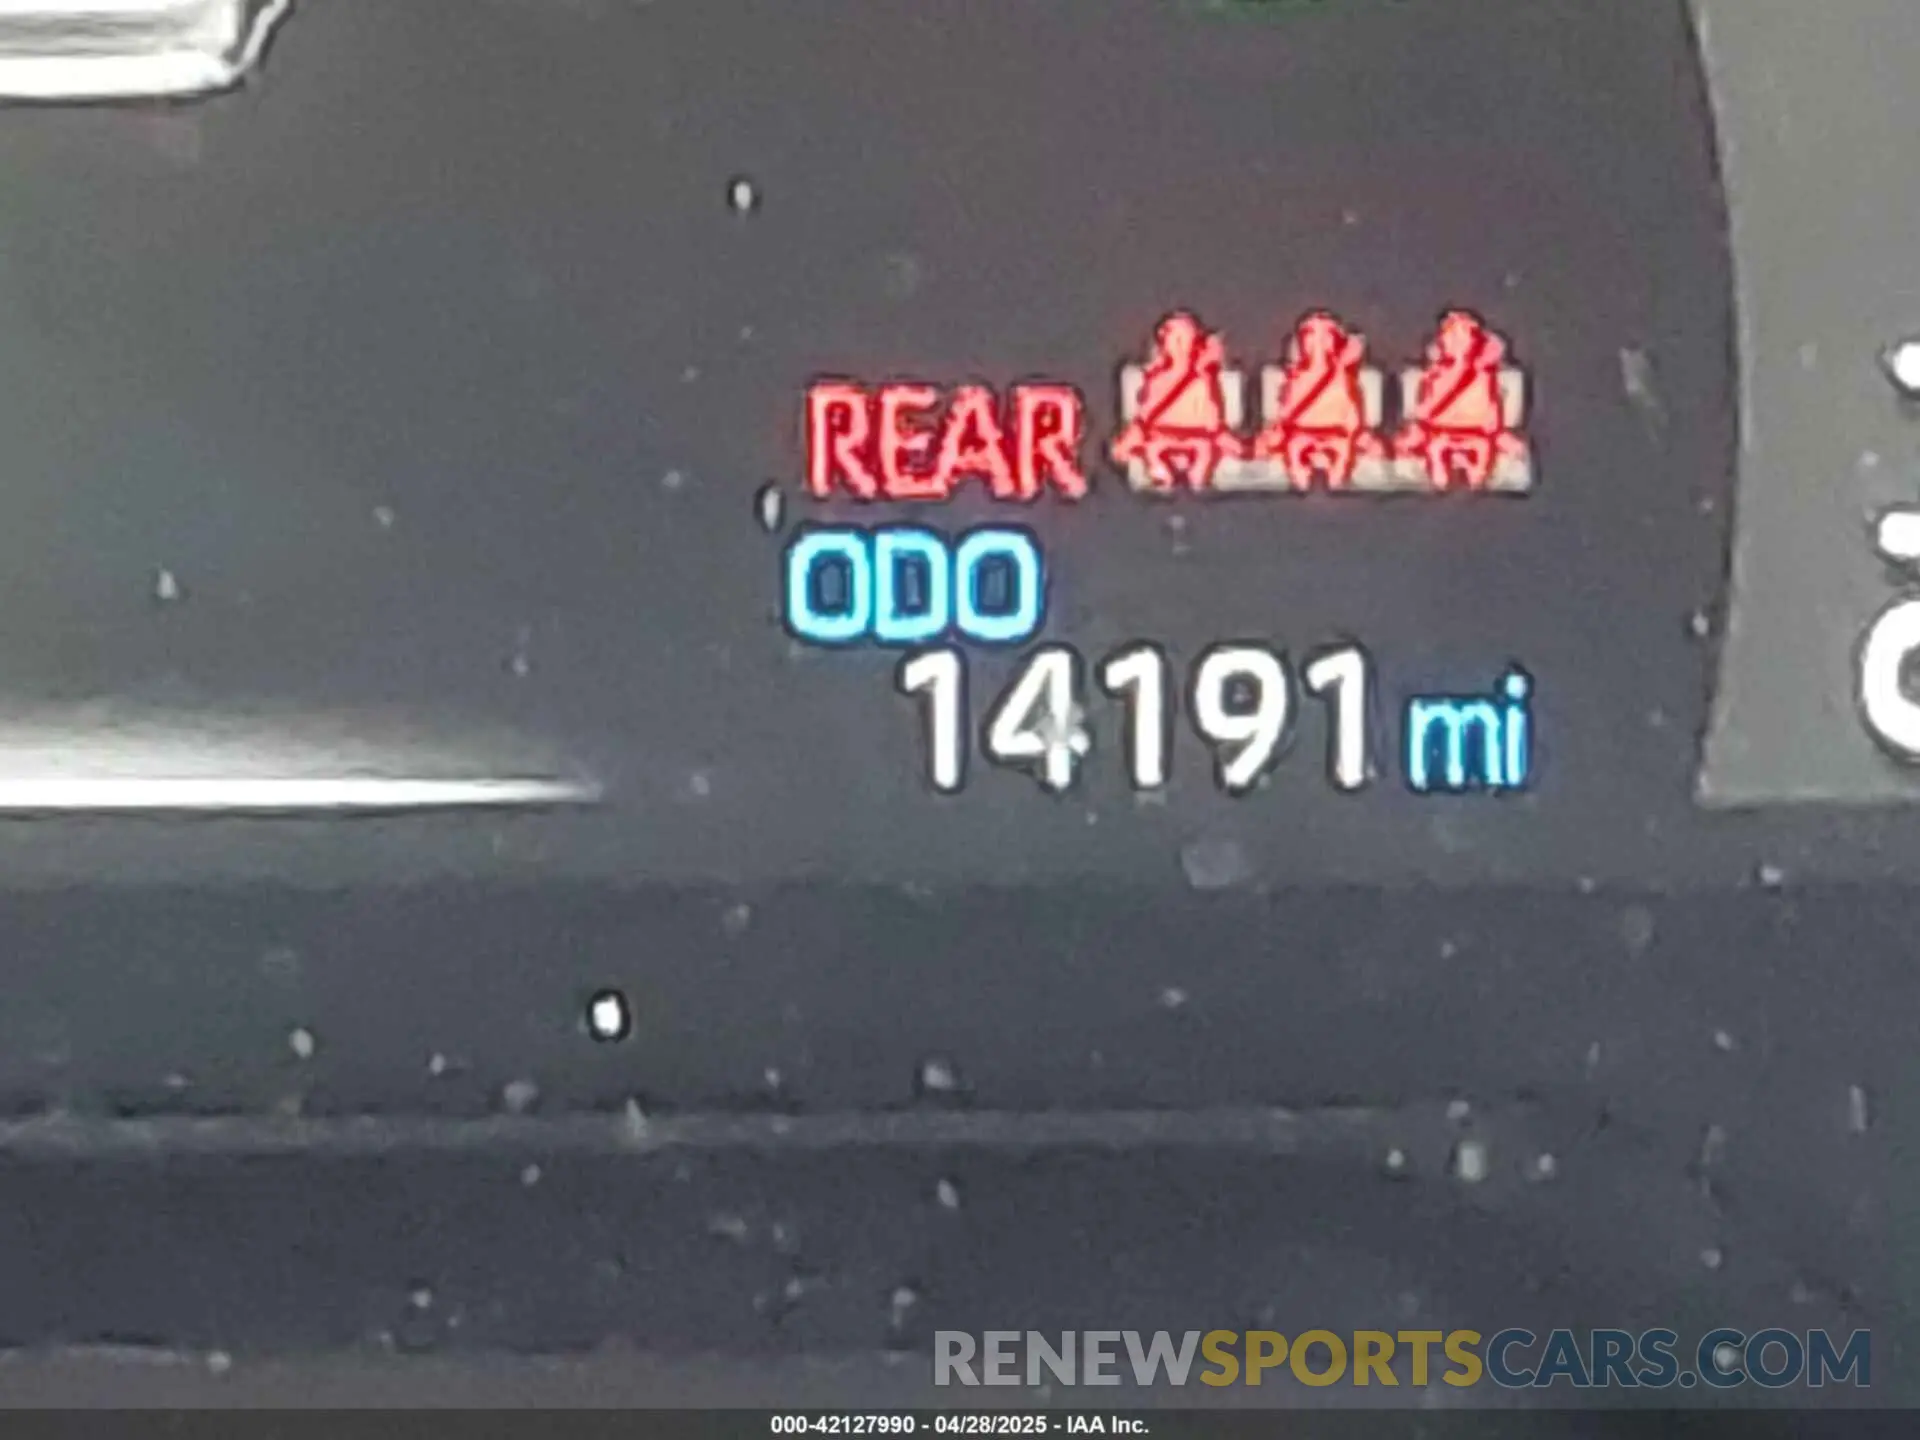 REAR
ODO
14191 mi
RENEWSPORTSCARS.COM
000-42127990 - 04/28/2025 - IAA Inc.